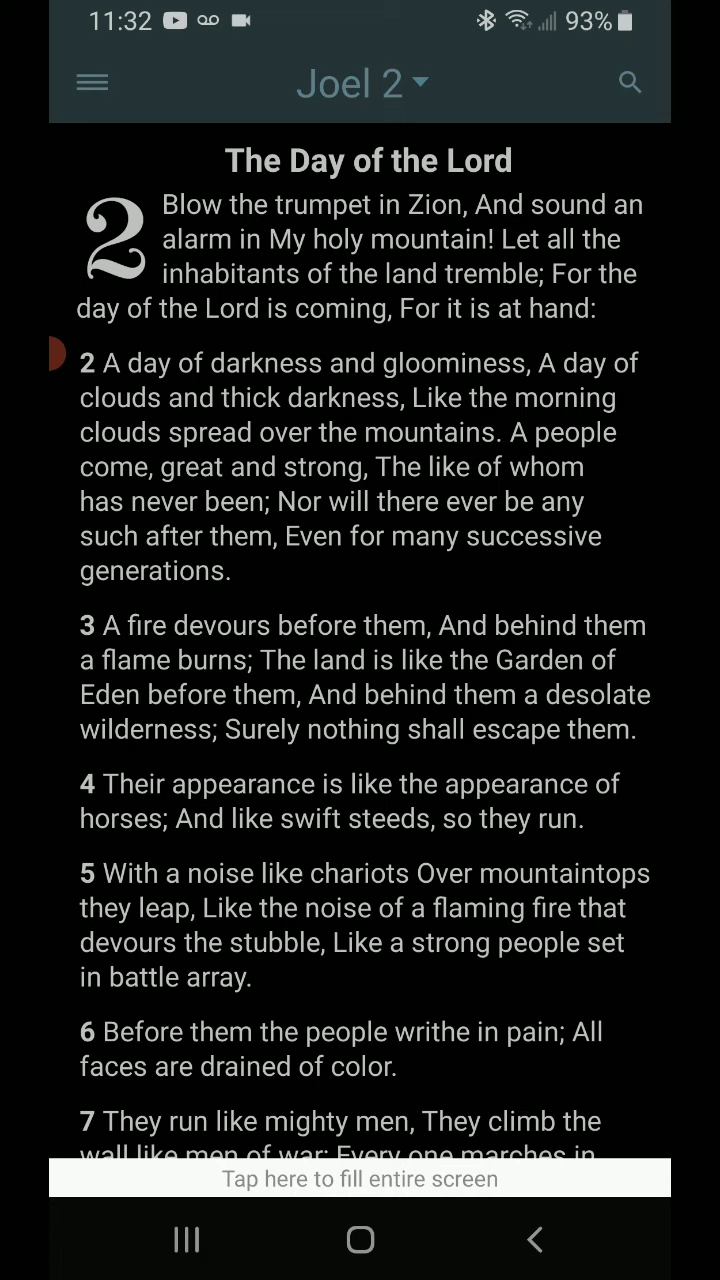 11:32 93%
Joel 2
The Day of the Lord
2 Blow the trumpet in Zion, And sound an
alarm in My holy mountain! Let all the
inhabitants of the land tremble; For the
day of the Lord is coming, For it is at hand:
2 A day of darkness and gloominess, A day of
clouds and thick darkness, Like the morning
clouds spread over the mountains. A people
come, great and strong, The like of whom
has never been; Nor will there ever be any
such after them, Even for many successive
generations.
3 A fire devours before them, And behind them
a flame burns; The land is like the Garden of
Eden before them, And behind them a desolate
wilderness; Surely nothing shall escape them.
4 Their appearance is like the appearance of
horses; And like swift steeds, so they run.
5 With a noise like chariots Over mountaintops
they leap, Like the noise of a flaming fire that
devours the stubble, Like a strong people set
in battle array.
6 Before them the people writhe in pain; All
faces are drained of color.
7 They run like mighty men, They climb the
wall like men of war; Every one marches in
Tap here to fill entire screen